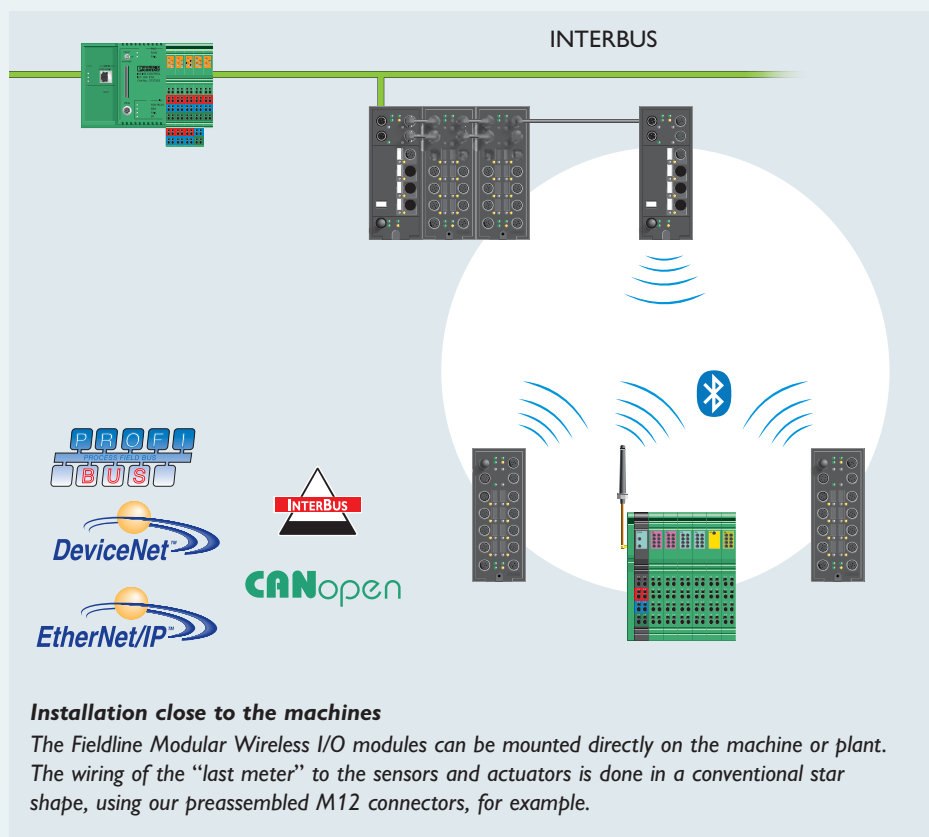 INTERBUS
PROFI
PROCESS FIELD BUS
BUS
INTERBUS
DeviceNet™
CANopen
EtherNet/IP™
Installation close to the machines
The Fieldline Modular Wireless I/O modules can be mounted directly on the machine or plant.
The wiring of the “last meter” to the sensors and actuators is done in a conventional star
shape, using our preassembled M12 connectors, for example.